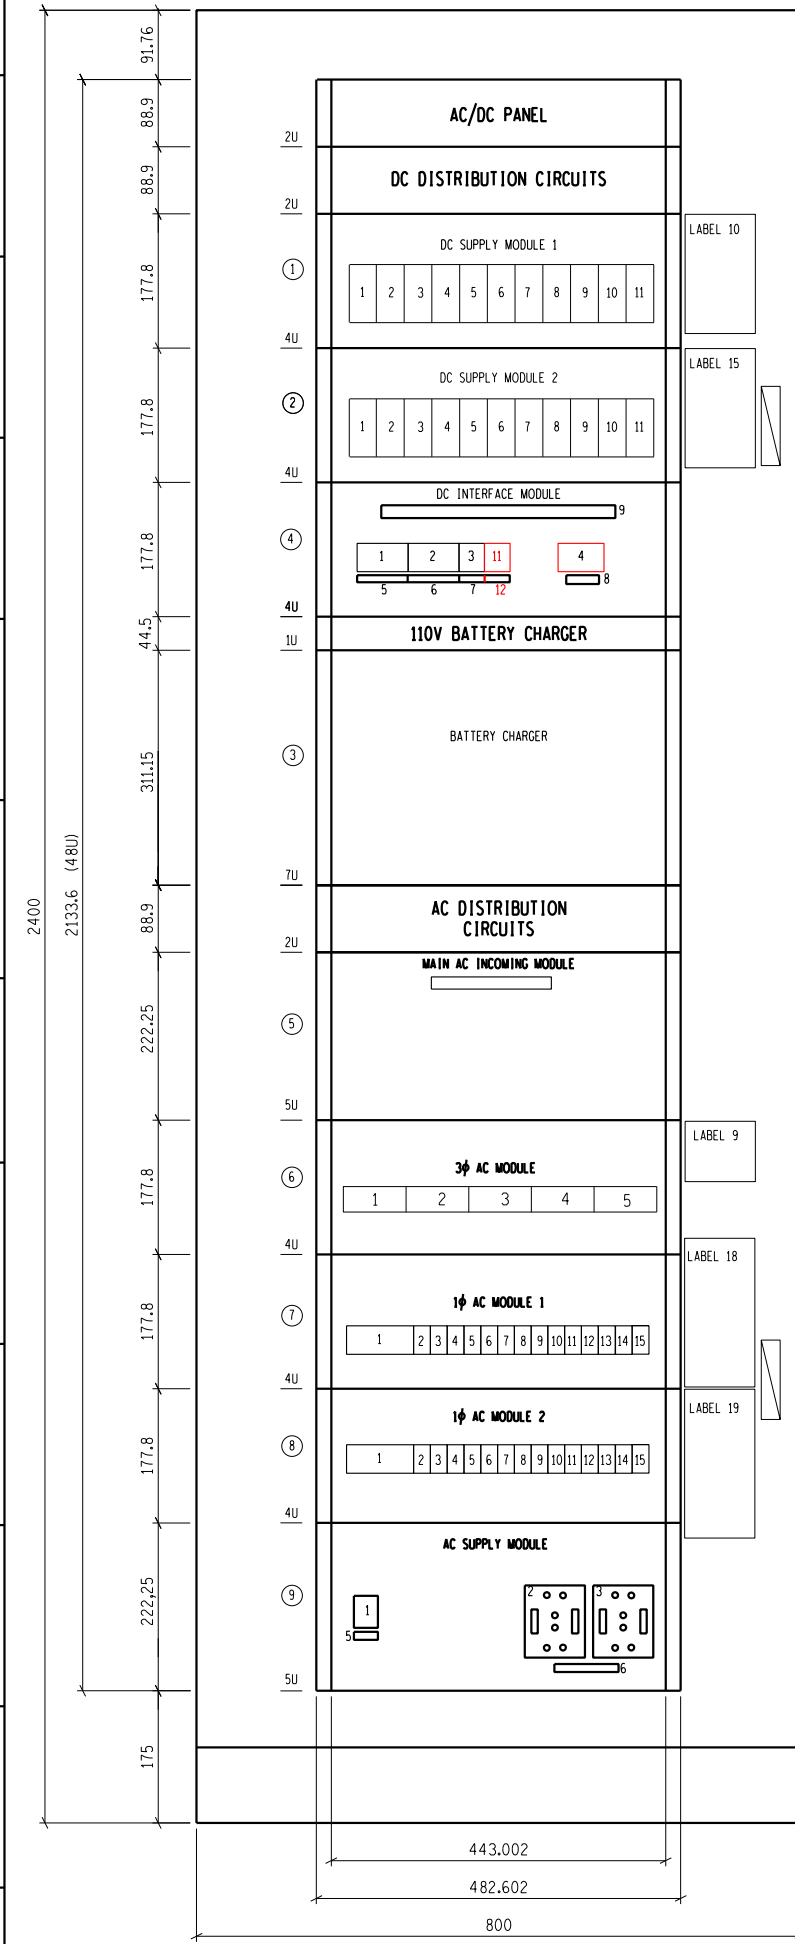 91.76
88.9
AC/DC PANEL
2U
88.9
DC DISTRIBUTION CIRCUITS
2U
LABEL 10
DC SUPPLY MODULE 1
1
177.8
1 2 3 4 5 6 7 8 9 10 11
4U
LABEL 15
DC SUPPLY MODULE 2
2
177.8
1 2 3 4 5 6 7 8 9 10 11
4U
DC INTERFACE MODULE
9
4
177.8
1 2 3 11 4
5 6 7 12 8
4U
44.5
110V BATTERY CHARGER
1U
BATTERY CHARGER
3
311.15
7U
2400
2133.6 (48U)
88.9
AC DISTRIBUTION
CIRCUITS
2U
MAIN AC INCOMING MODULE
5
222.25
5U
LABEL 9
3ϕ AC MODULE
6
177.8
1 2 3 4 5
4U
LABEL 18
1ϕ AC MODULE 1
7
177.8
1 2 3 4 5 6 7 8 9 10 11 12 13 14 15
4U
LABEL 19
1ϕ AC MODULE 2
8
177.8
1 2 3 4 5 6 7 8 9 10 11 12 13 14 15
4U
AC SUPPLY MODULE
9
222,25
1 2 3
5 6
5U
175
443.002
482.602
800